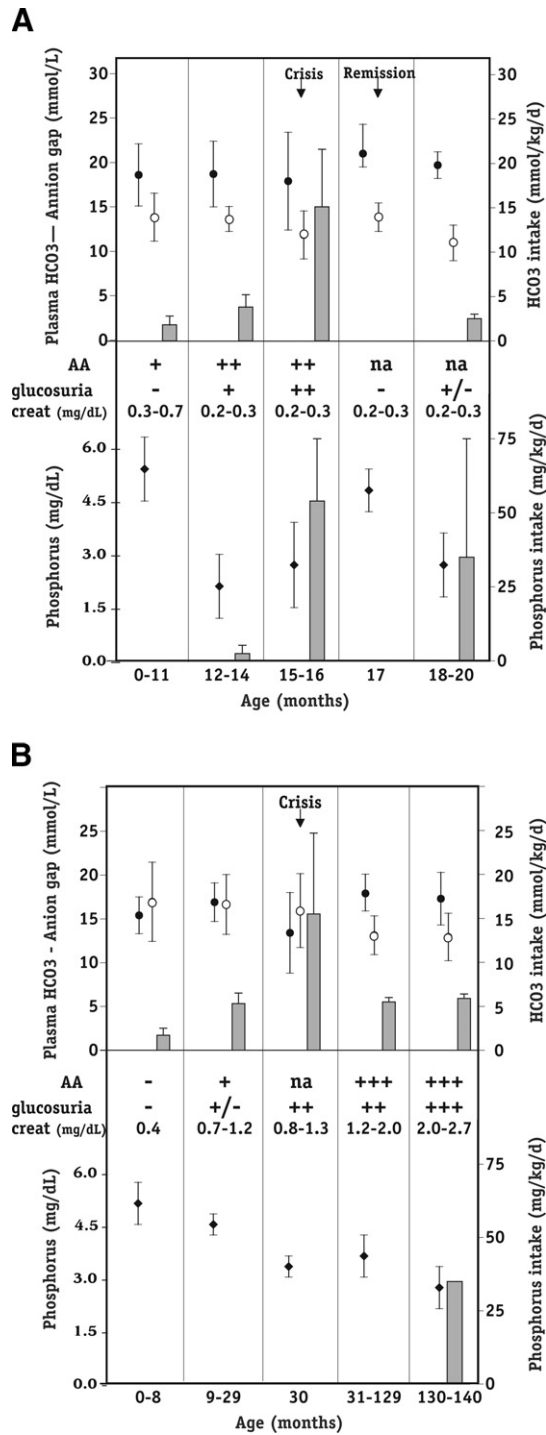 A
Crisis Remission
Plasma HCO3— Annion gap (mmol/L)
30
25
20
15
10
5
0
30
25
20
15
10
5
0
HCO3 intake (mmol/kg/d)
AA + ++ ++ na na
glucosuria - + ++ - +/-
creat (mg/dL) 0.3-0.7 0.2-0.3 0.2-0.3 0.2-0.3 0.2-0.3
Phosphorus (mg/dL)
6.0
4.5
3.0
1.5
0.0
75
50
25
0
Phosphorus intake (mg/kg/d)
0-11 12-14 15-16 17 18-20
Age (months)
B
Crisis
Plasma HCO3 - Anion gap (mmol/L)
25
20
15
10
5
0
25
20
15
10
5
0
HCO3 intake (mmol/kg/d)
AA - + na +++ +++
glucosuria - +/- ++ ++ +++
creat (mg/dL) 0.4 0.7-1.2 0.8-1.3 1.2-2.0 2.0-2.7
Phosphorus (mg/dL)
6.0
4.5
3.0
1.5
0.0
75
50
25
0
Phosphorus intake (mg/kg/d)
0-8 9-29 30 31-129 130-140
Age (months)